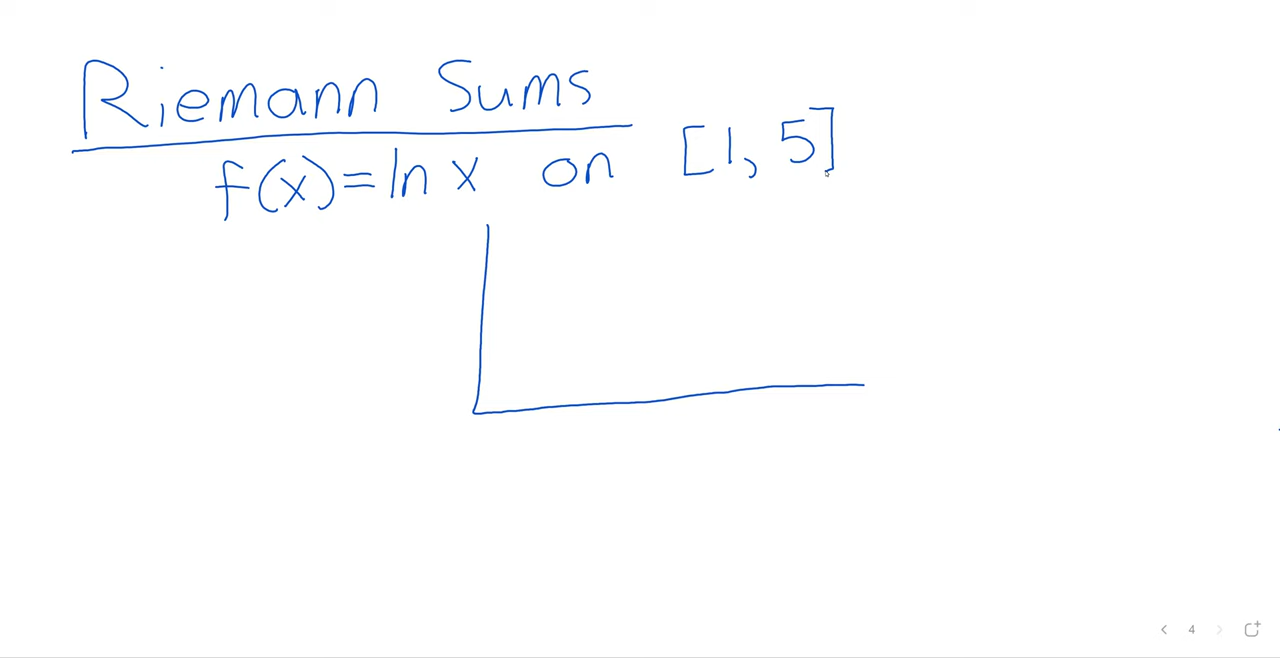 Riemann Sums
f(x) = ln x on [1, 5]
4